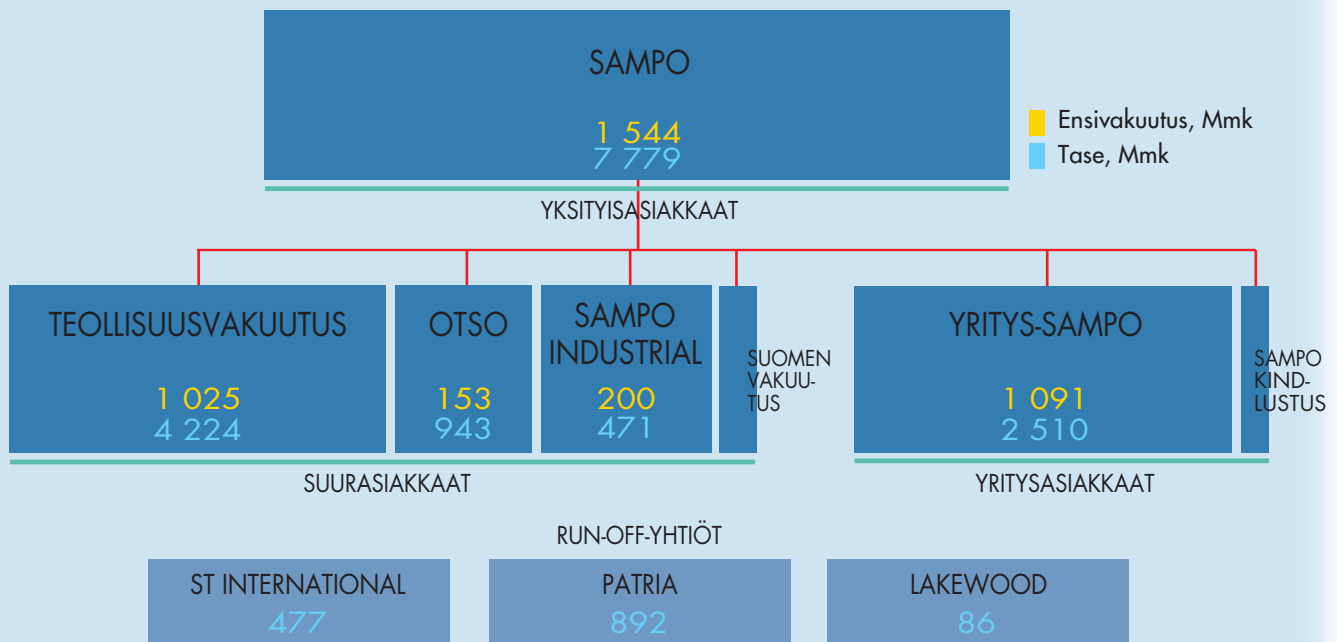 SAMPO
1 544
7 779
Ensivakuutus, Mmk
Tase, Mmk
YKSITYISASIAKKAAT
TEOLLISUUSVAKUUTUS
1 025
4 224
OTSO
153
943
SAMPO
INDUSTRIAL
200
471
SUOMEN
VAKUU-
TUS
YRITYS-SAMPO
1 091
2 510
SAMPO
KIND-
LUSTUS
SUURASIAKKAAT
YRITYSASIAKKAAT
RUN-OFF-YHTIÖT
ST INTERNATIONAL
477
PATRIA
892
LAKEWOOD
86